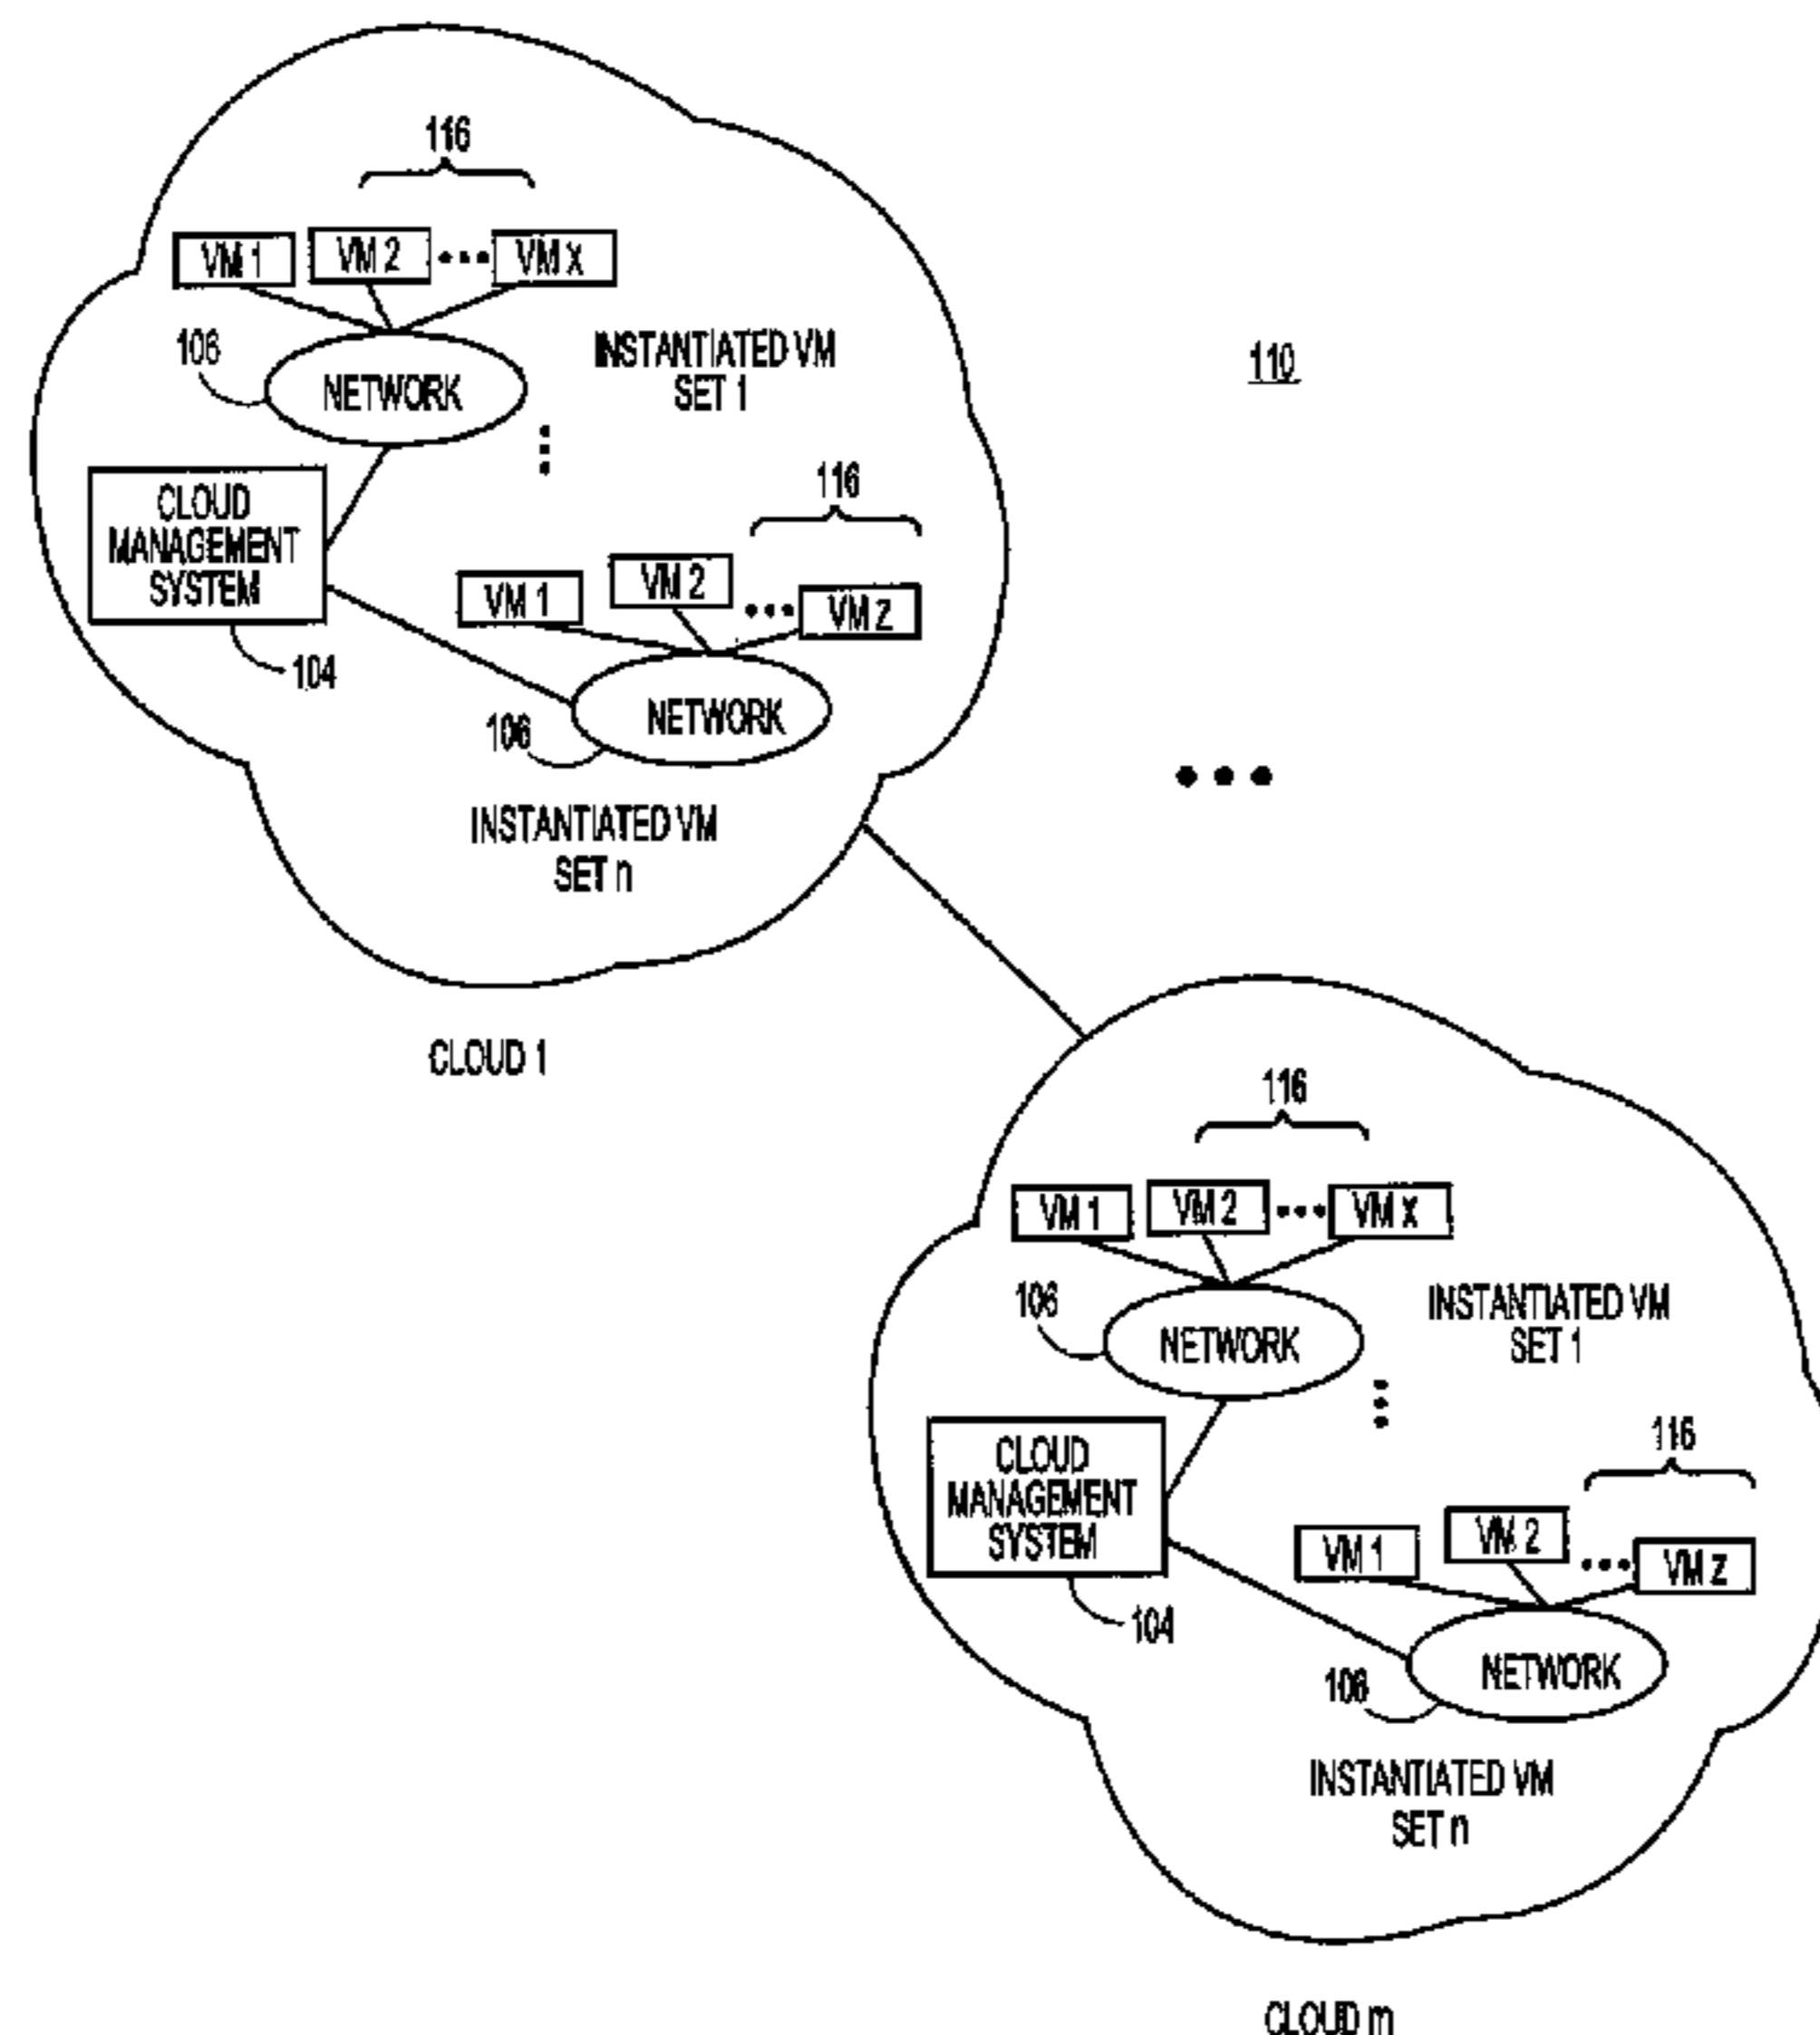 116
VM 1
VM 2
VM X
106
NETWORK
INSTANTIATED VM
SET 1
110
CLOUD
MANAGEMENT
SYSTEM
104
116
VM 1
VM 2
VM Z
NETWORK
106
INSTANTIATED VM
SET n
CLOUD 1
116
VM 1
VM 2
VM X
106
NETWORK
INSTANTIATED VM
SET 1
CLOUD
MANAGEMENT
SYSTEM
104
116
VM 1
VM 2
VM Z
NETWORK
106
INSTANTIATED VM
SET n
CLOUD m